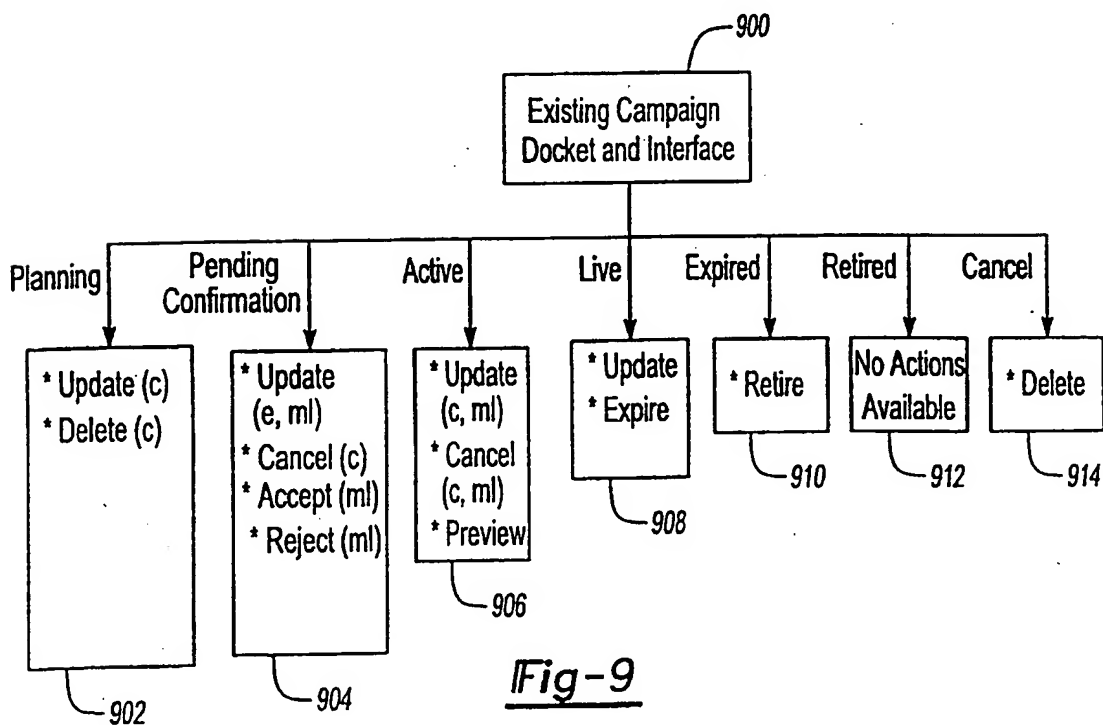 900
Existing Campaign
Docket and Interface
Planning
Pending
Confirmation
Active
Live
Expired
Retired
Cancel
* Update (c)
* Delete (c)
902
* Update
(e, ml)
* Cancel (c)
* Accept (ml)
* Reject (ml)
904
* Update
(c, ml)
* Cancel
(c, ml)
* Preview
906
* Update
* Expire
908
* Retire
910
No Actions
Available
912
* Delete
914
Fig-9